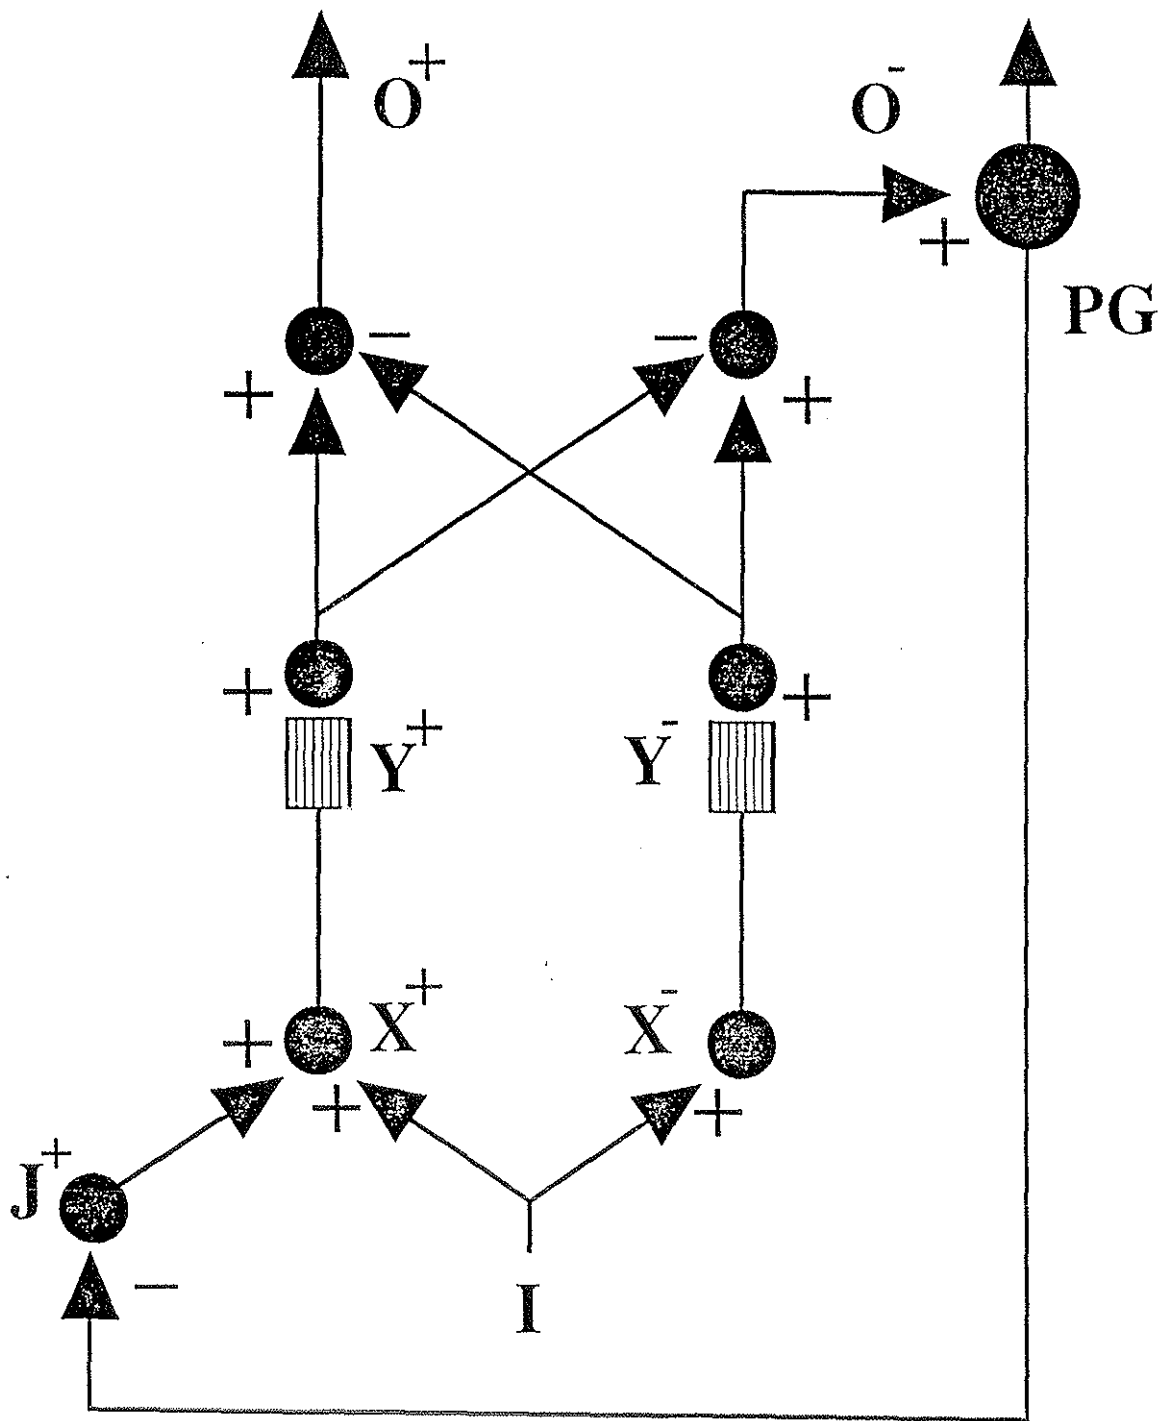 O⁺ O⁻
+
PG
− −
+ +
+ +
Y⁺ Y⁻
X⁺ X⁻
+
+ +
J⁺
−
I